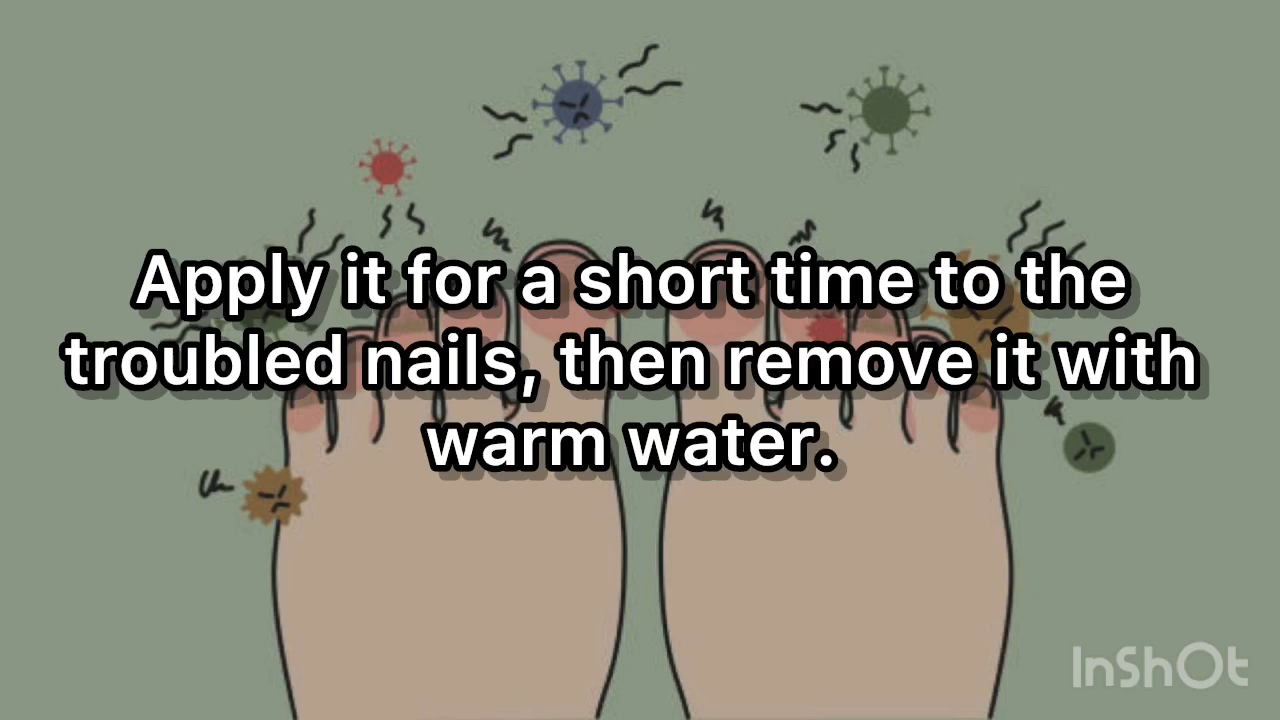 Apply it for a short time to the
troubled nails, then remove it with
warm water.
InShOt